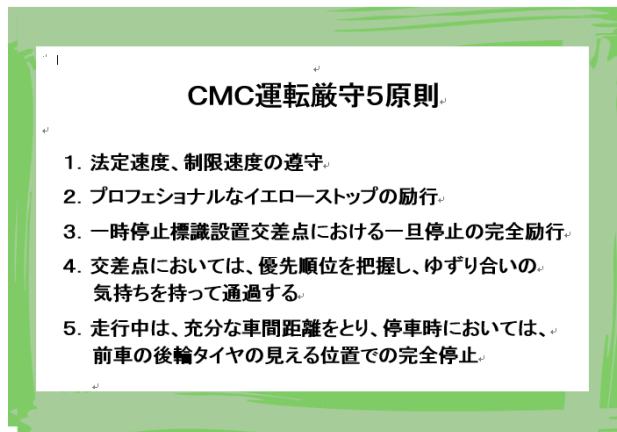 CMC運転厳守5原則
1. 法定速度、制限速度の遵守
2. プロフェショナルなイエローストップの励行
3. 一時停止標識設置交差点における一旦停止の完全励行
4. 交差点においては、優先順位を把握し、ゆずり合いの
気持ちを持って通過する
5. 走行中は、充分な車間距離をとり、停車時においては、
前車の後輪タイヤの見える位置での完全停止